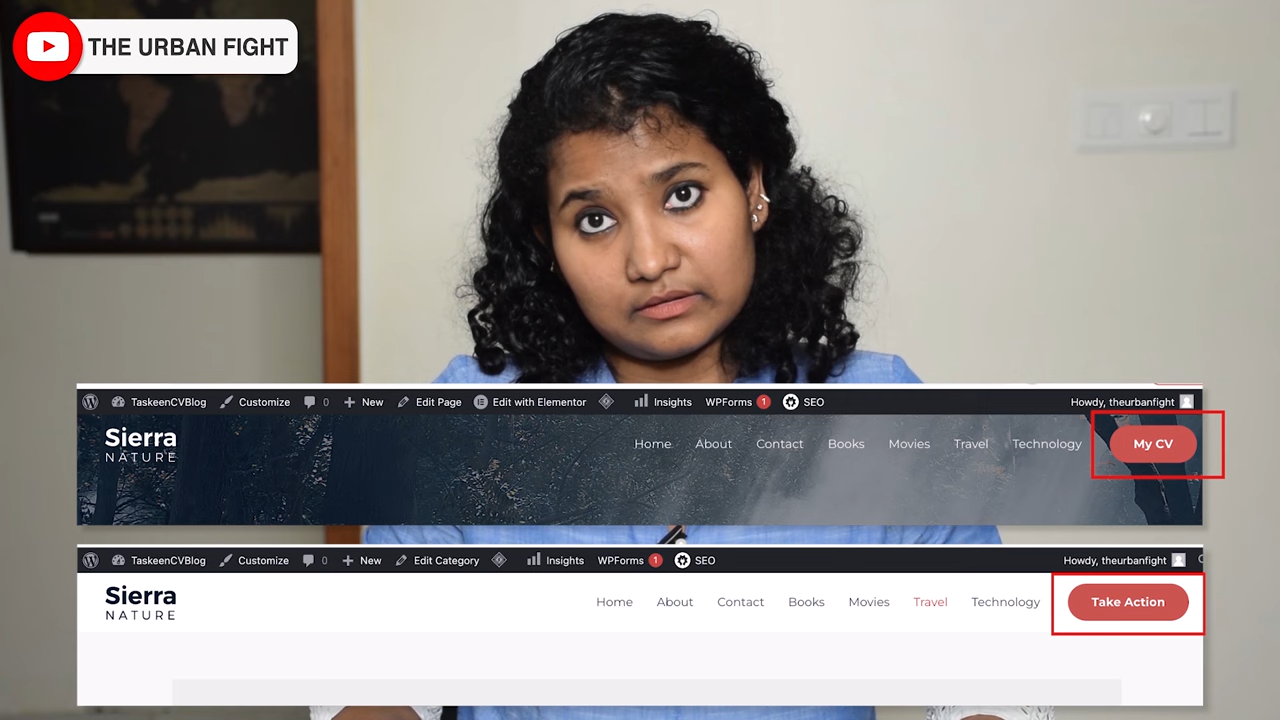 THE URBAN FIGHT
TaskeenCVBlog Customize 0 New Edit Page Edit with Elementor Insights WPForms 1 SEO Howdy, theurbanfight
Sierra
NATURE
Home About Contact Books Movies Travel Technology My CV
TaskeenCVBlog Customize 0 New Edit Category Insights WPForms 1 SEO Howdy, theurbanfight
Sierra
NATURE
Home About Contact Books Movies Travel Technology Take Action